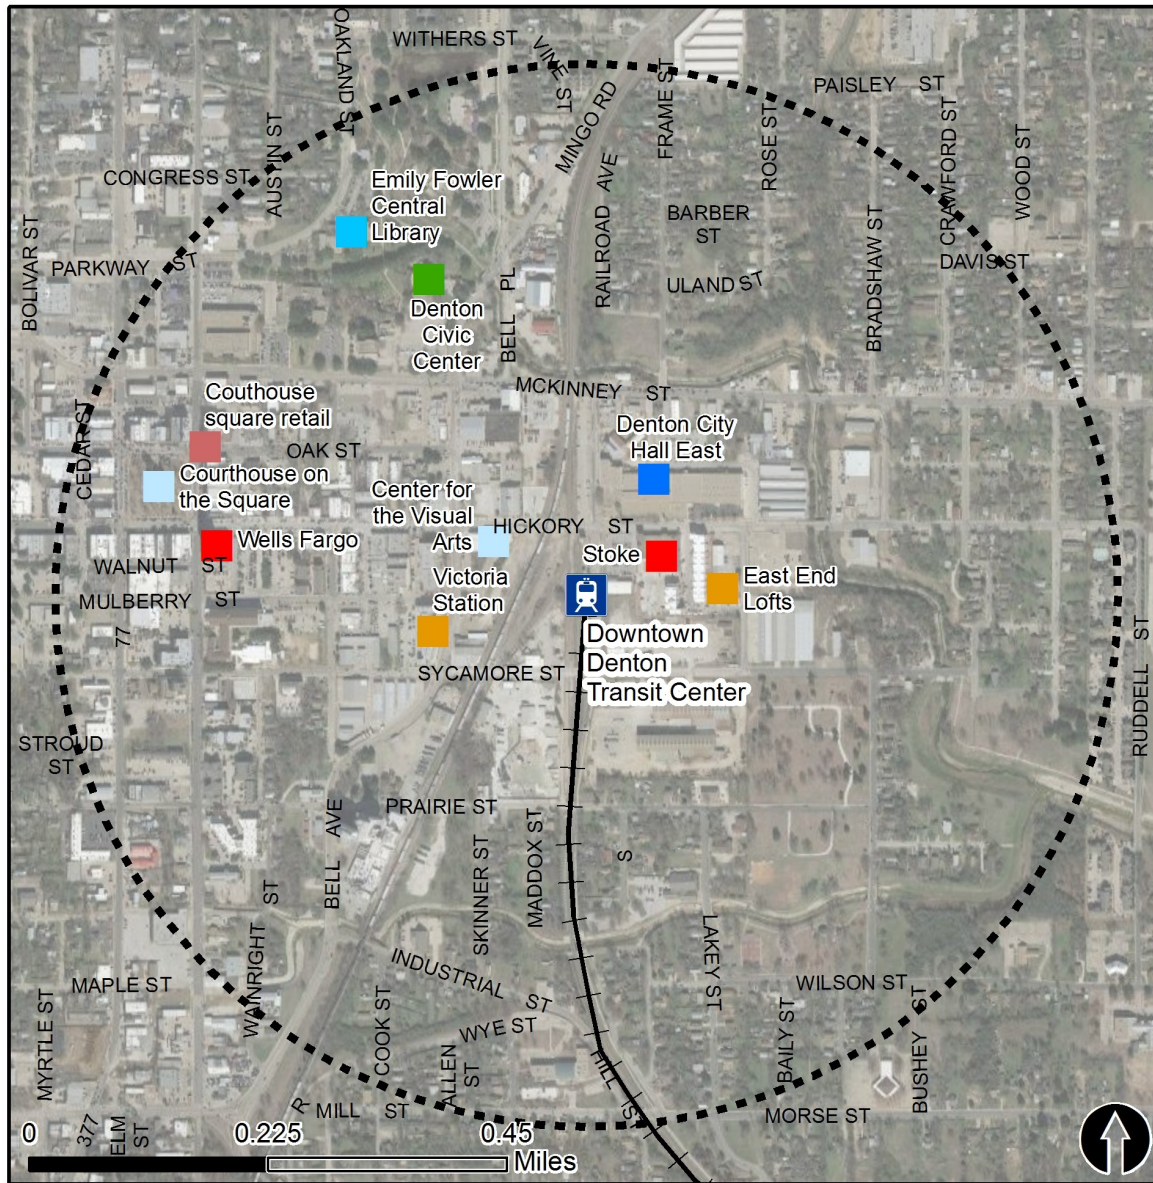 WITHERS ST
OAKLAND ST
VINE ST
MINGO RD
FRAME ST
PAISLEY ST
ROSE ST
CRAWFORD ST
WOOD ST
AUSTIN ST
CONGRESS ST
Emily Fowler
Central
Library
RAILROAD AVE
BARBER
ST
BOLIVAR ST
PARKWAY ST
BRADSHAW ST
DAVIS ST
ULAND ST
BELL PL
Denton
Civic
Center
MCKINNEY ST
Couthouse
square retail
CEDAR ST
OAK ST
Denton City
Hall East
Courthouse on
the Square
Center for
the Visual
Arts
HICKORY ST
Wells Fargo
Stoke
WALNUT ST
Victoria
Station
East End
Lofts
MULBERRY ST
77
Downtown
Denton
Transit Center
SYCAMORE ST
RUDDELL ST
STROUD
ST
PRAIRIE ST
BELL AVE
SKINNER ST
MADDOX ST
S
ST
WAINRIGHT
LAKEY ST
INDUSTRIAL ST
MAPLE ST
WILSON ST
MYRTLE ST
COOK ST
WYE ST
ALLEN
ST
HILL ST
BAILY ST
BUSHEY ST
R
MILL ST
MORSE ST
377
ELM
ST
0 0.225 0.45
Miles